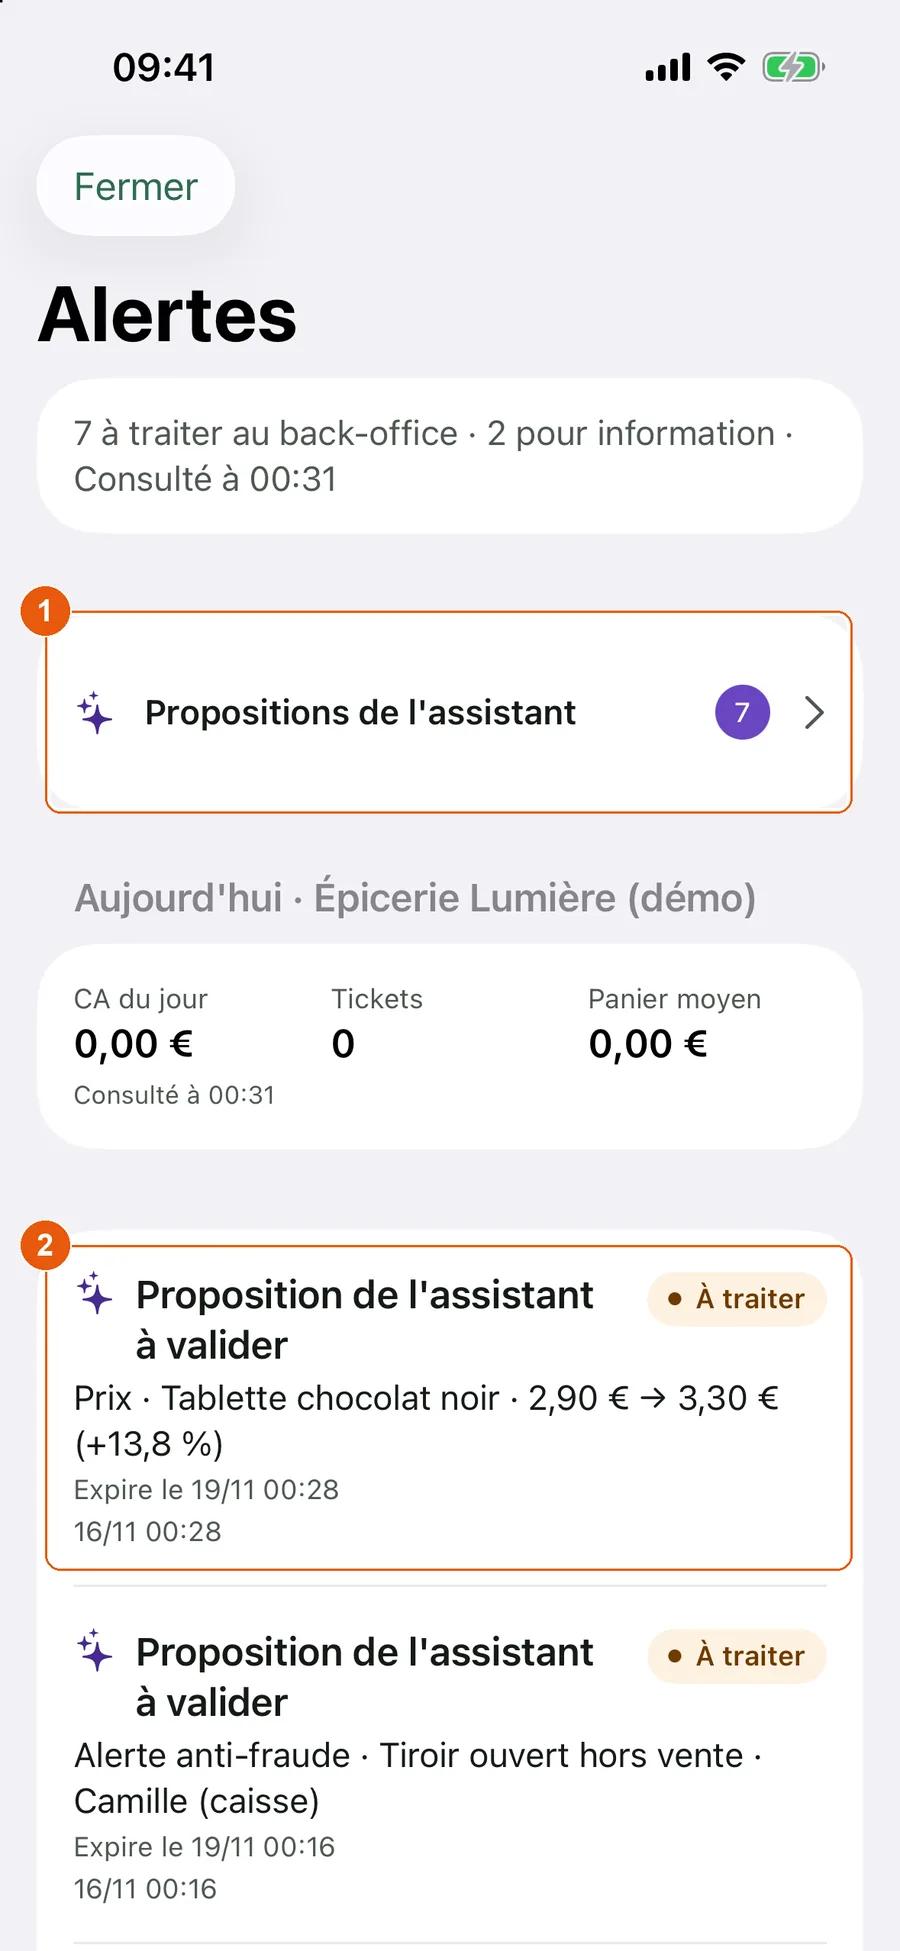 09:41
Fermer
Alertes
7 à traiter au back-office · 2 pour information ·
Consulté à 00:31
1
Propositions de l'assistant
7
Aujourd'hui · Épicerie Lumière (démo)
CA du jour
Tickets
Panier moyen
0,00 €
0
0,00 €
Consulté à 00:31
2
Proposition de l'assistant
à valider
• À traiter
Prix · Tablette chocolat noir · 2,90 € → 3,30 €
(+13,8 %)
Expire le 19/11 00:28
16/11 00:28
Proposition de l'assistant
à valider
• À traiter
Alerte anti-fraude · Tiroir ouvert hors vente ·
Camille (caisse)
Expire le 19/11 00:16
16/11 00:16